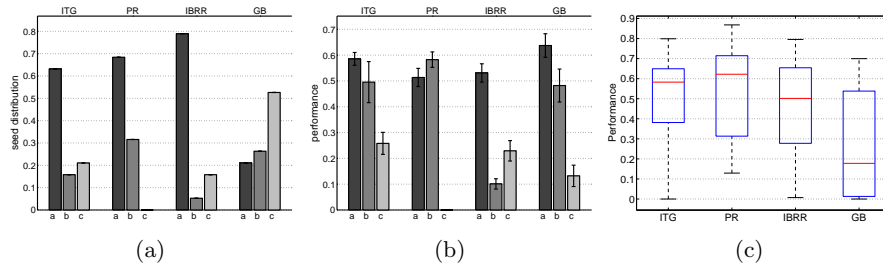 ITG PR IBRR GB
0.8
0.7
0.6
0.5
0.4
0.3
0.2
0.1
0
seed distribution
a b c a b c a b c a b c
(a)
ITG PR IBRR GB
0.7
0.6
0.5
0.4
0.3
0.2
0.1
0
performance
a b c a b c a b c a b c
(b)
0.9
0.8
0.7
0.6
0.5
0.4
0.3
0.2
0.1
0
Performance
ITG PR IBRR GB
(c)